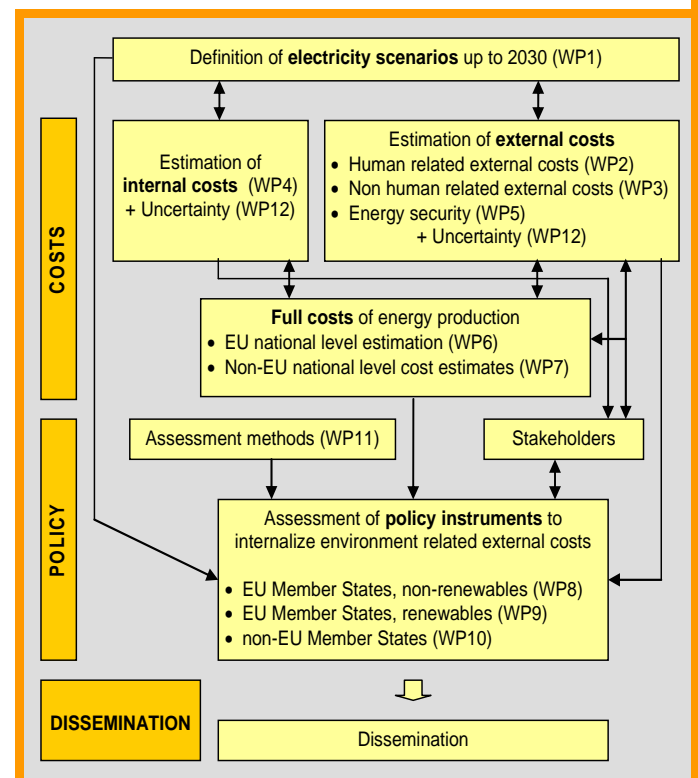 Definition of electricity scenarios up to 2030 (WP1)
COSTS
Estimation of
internal costs (WP4)
+ Uncertainty (WP12)
Estimation of external costs
• Human related external costs (WP2)
• Non human related external costs (WP3)
• Energy security (WP5)
+ Uncertainty (WP12)
Full costs of energy production
• EU national level estimation (WP6)
• Non-EU national level cost estimates (WP7)
POLICY
Assessment methods (WP11)
Stakeholders
Assessment of policy instruments to
internalize environment related external costs
• EU Member States, non-renewables (WP8)
• EU Member States, renewables (WP9)
• non-EU Member States (WP10)
DISSEMINATION
Dissemination